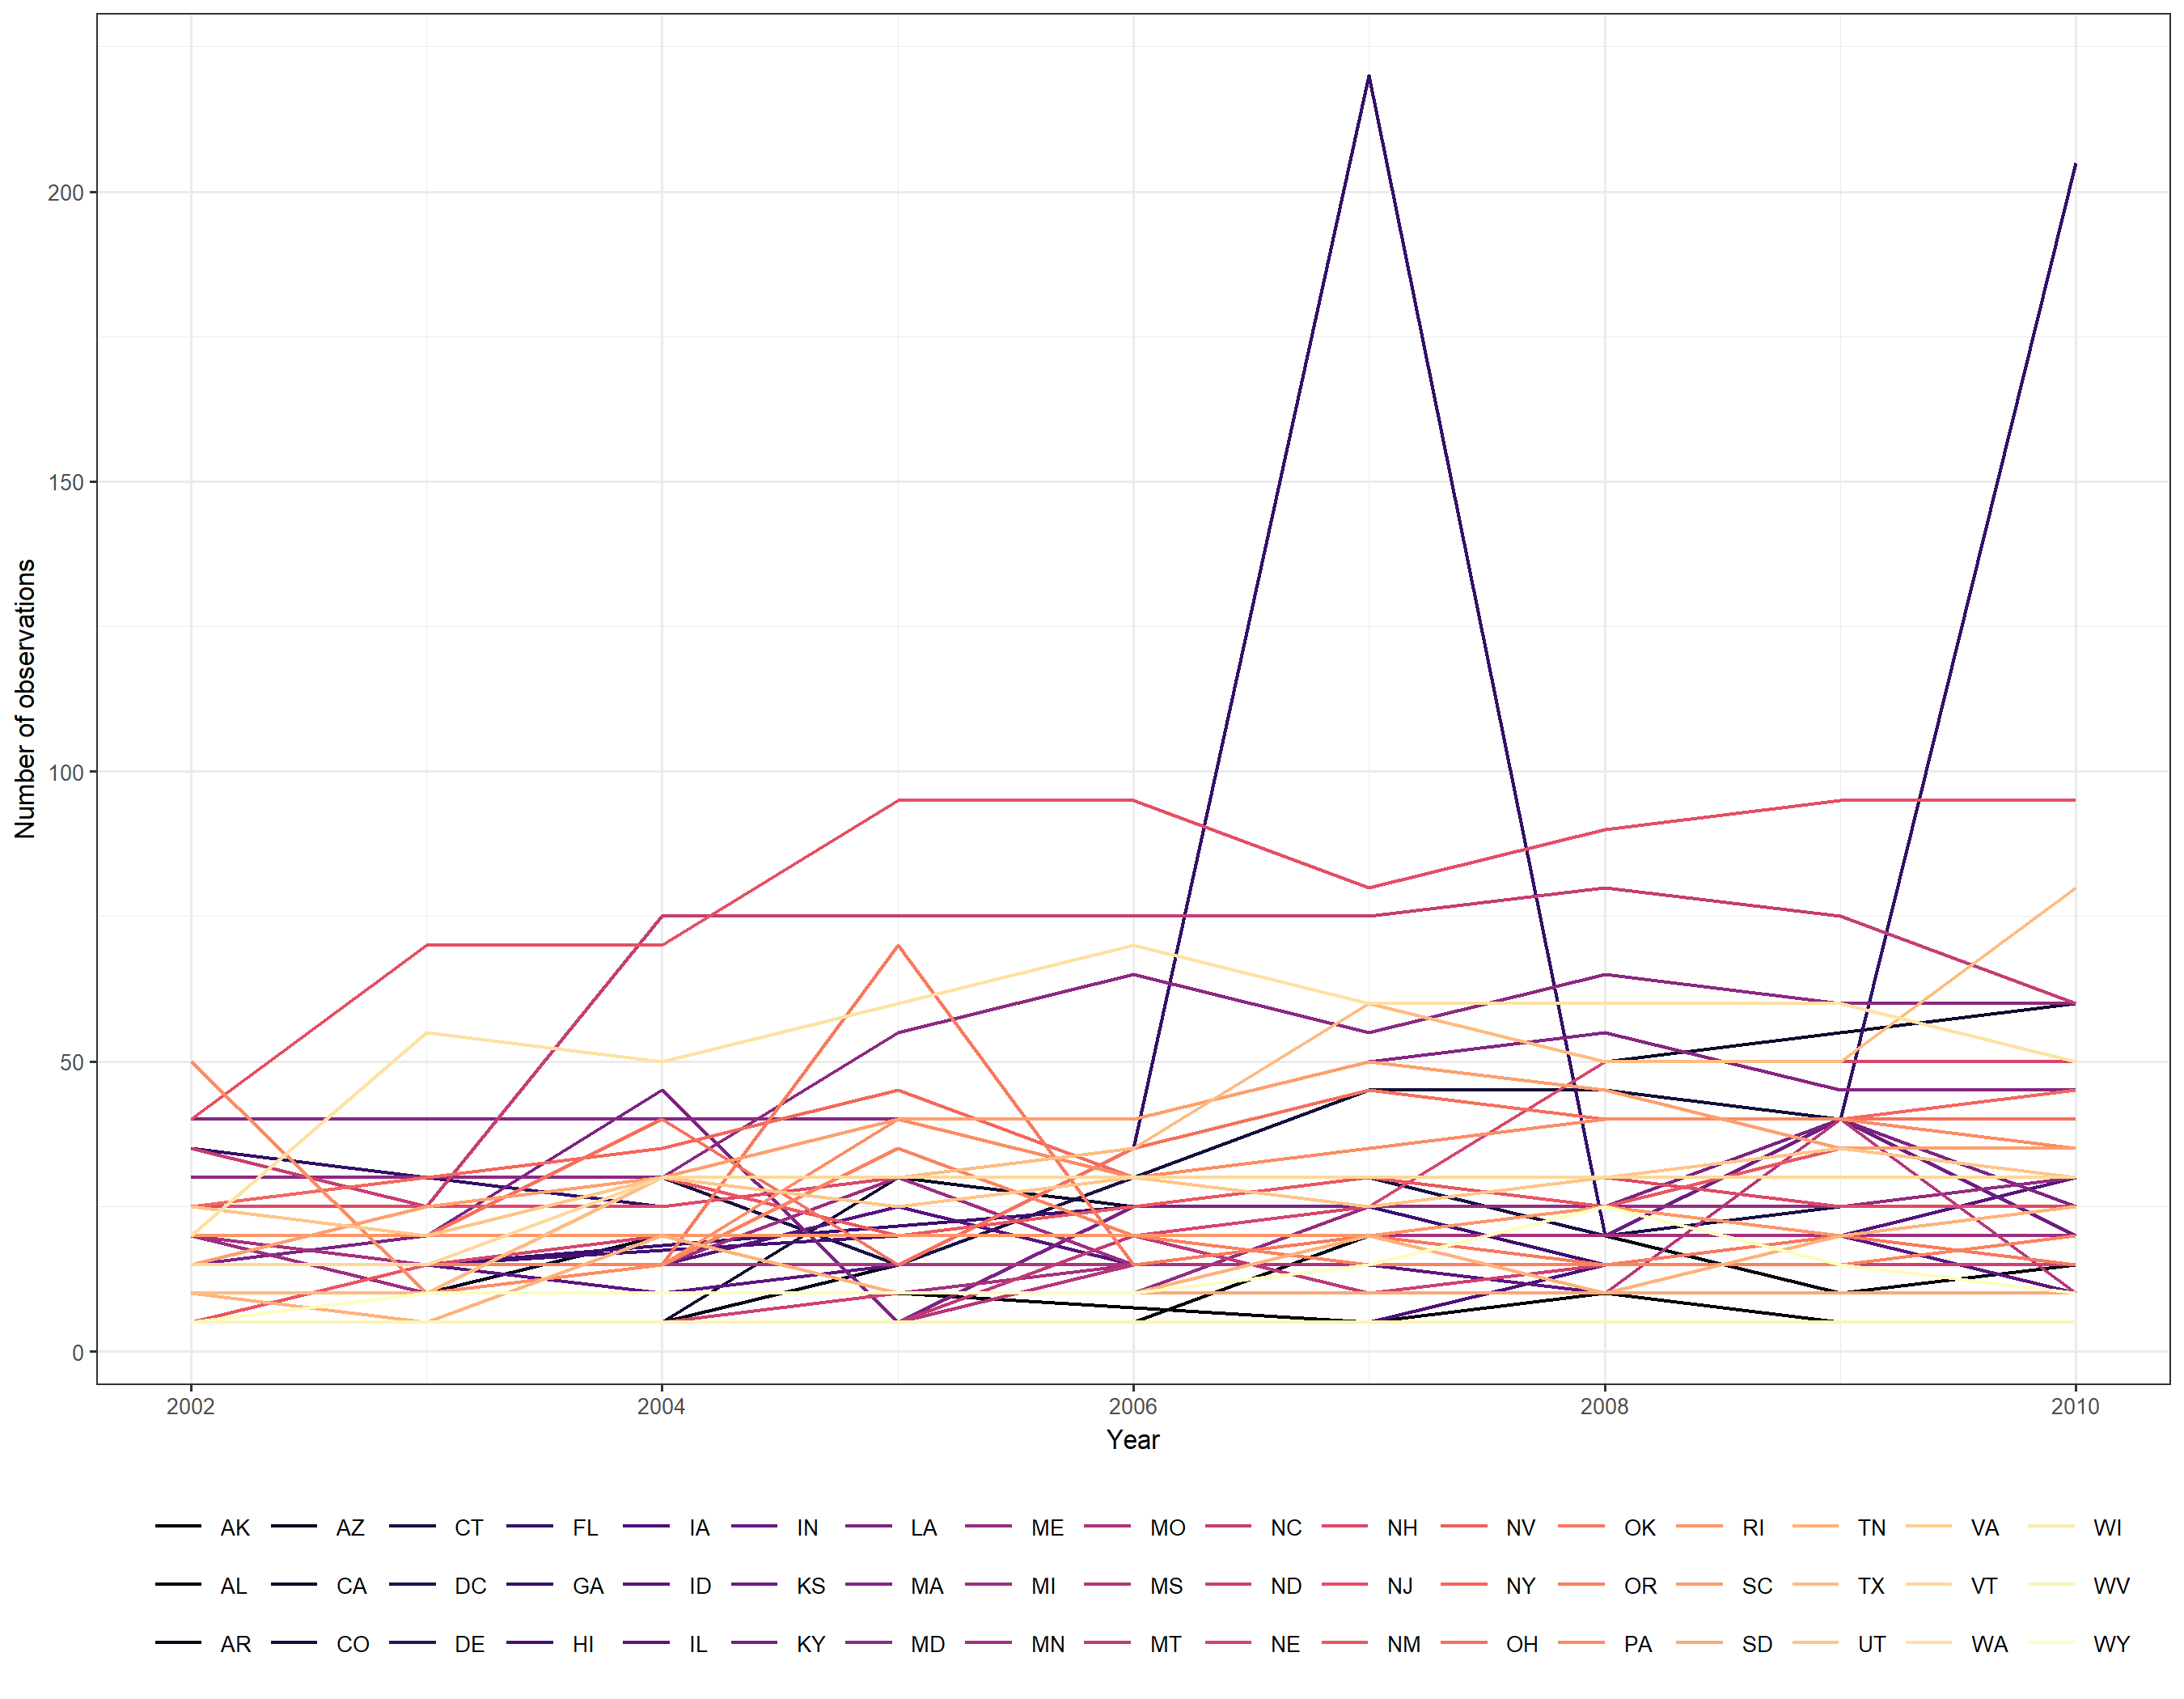 200
150
100
50
0
Number of observations
2002 2004 2006 2008 2010
Year
AK AZ CT FL IA IN LA ME MO NC NH NV OK RI TN VA WI
AL CA DC GA ID KS MA MI MS ND NJ NY OR SC TX VT WV
AR CO DE HI IL KY MD MN MT NE NM OH PA SD UT WA WY